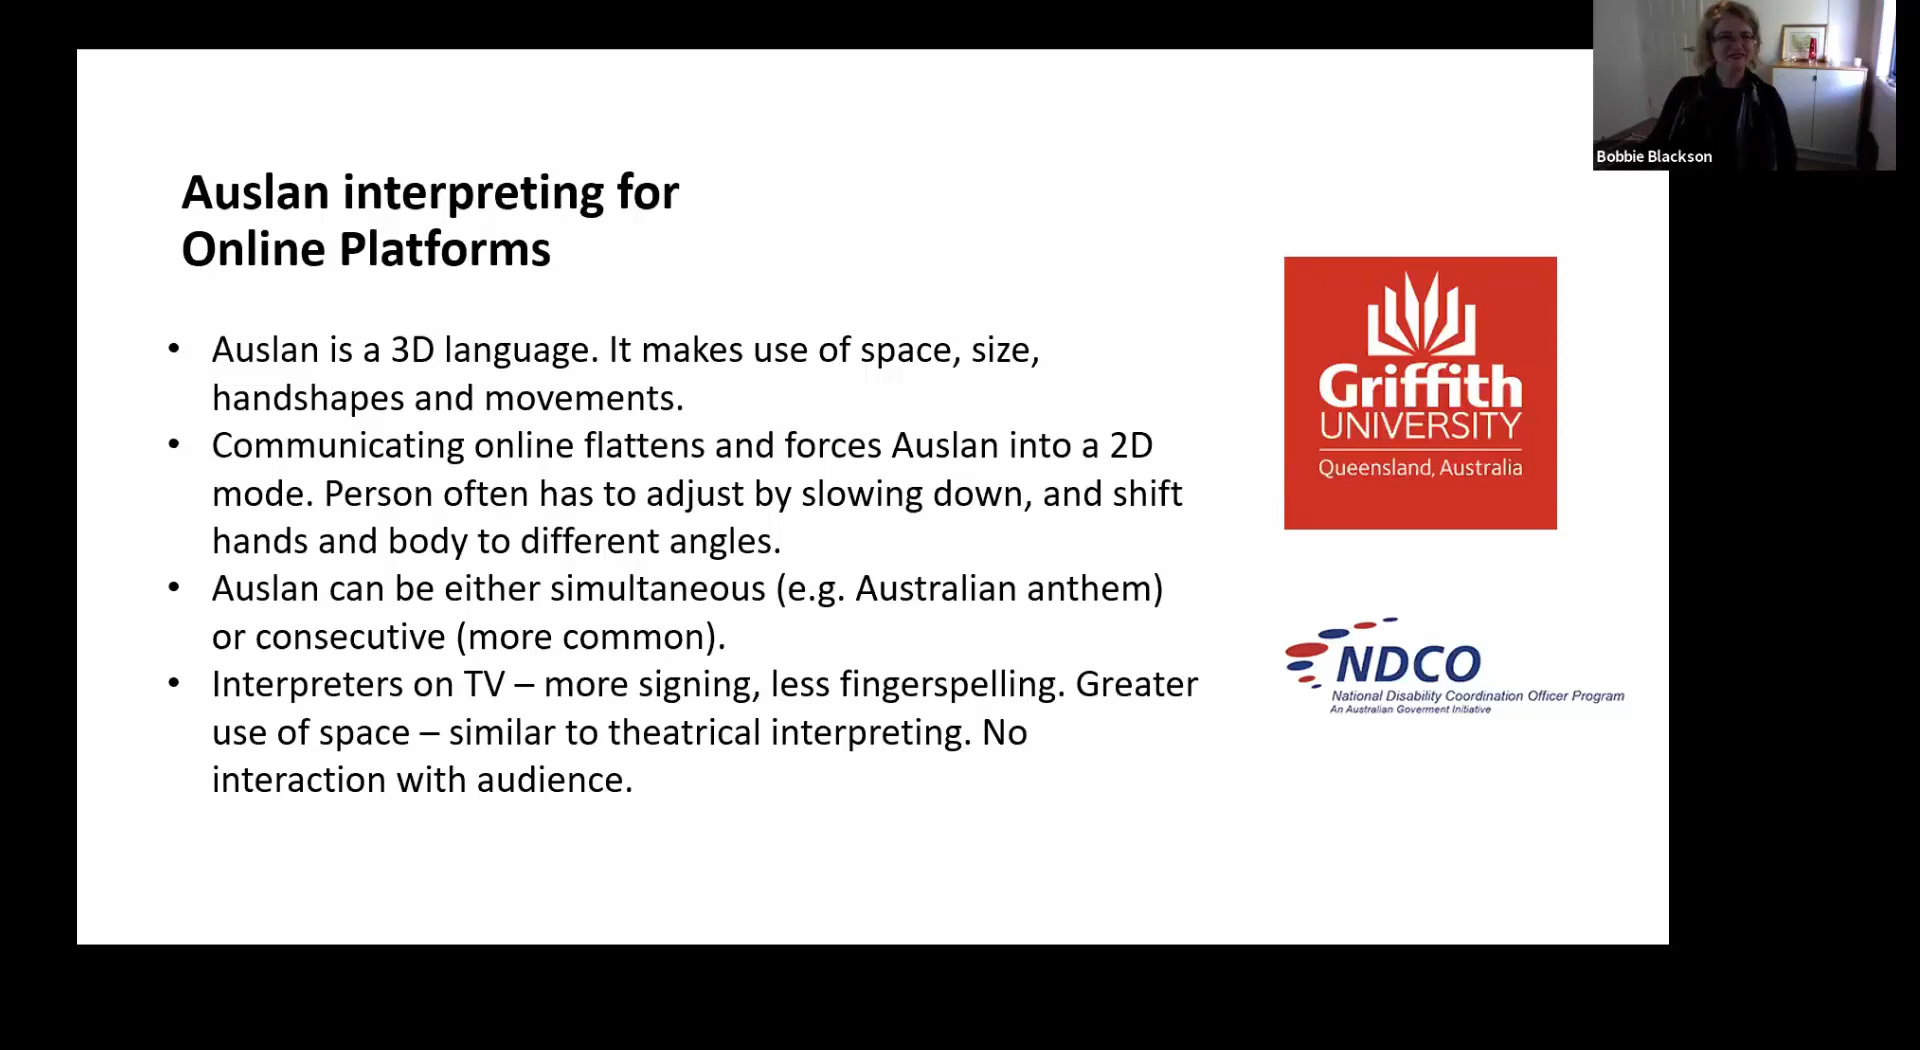 Bobbie Blackson
Auslan interpreting for
Online Platforms
• Auslan is a 3D language. It makes use of space, size,
handshapes and movements.
• Communicating online flattens and forces Auslan into a 2D
mode. Person often has to adjust by slowing down, and shift
hands and body to different angles.
• Auslan can be either simultaneous (e.g. Australian anthem)
or consecutive (more common).
• Interpreters on TV – more signing, less fingerspelling. Greater
use of space – similar to theatrical interpreting. No
interaction with audience.
Griffith
UNIVERSITY
Queensland, Australia
NDCO
National Disability Coordination Officer Program
An Australian Goverment Initiative